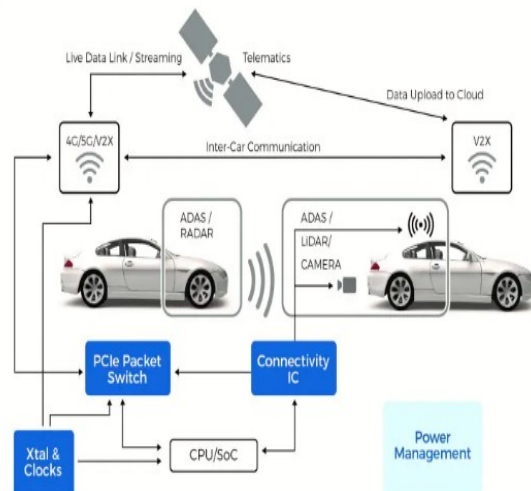 Live Data Link / Streaming
Telematics
Data Upload to Cloud
4G/5G/V2X
Inter-Car Communication
V2X
ADAS /
RADAR
ADAS /
LiDAR/
CAMERA
PCIe Packet
Switch
Connectivity
IC
Xtal &
Clocks
CPU/SoC
Power
Management